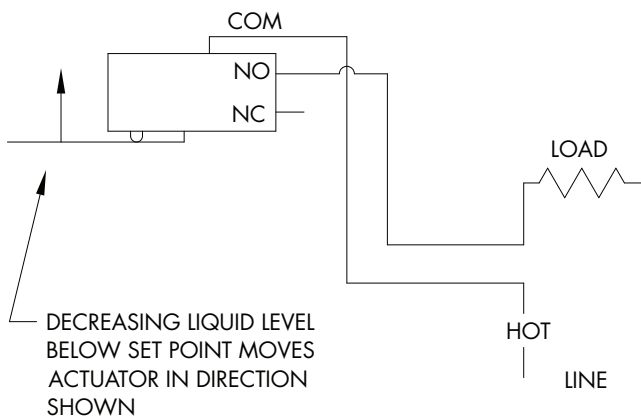 COM
NO
NC
LOAD
DECREASING LIQUID LEVEL
BELOW SET POINT MOVES
ACTUATOR IN DIRECTION
SHOWN
HOT
LINE